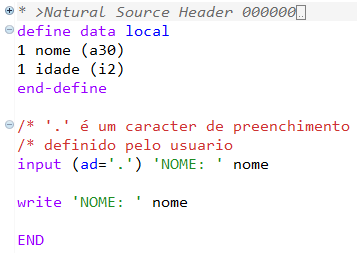 * >Natural Source Header 000000
define data local
1 nome (a30)
1 idade (i2)
end-define
/* '.' é um caracter de preenchimento
/* definido pelo usuario
input (ad='.') 'NOME: ' nome
write 'NOME: ' nome
END